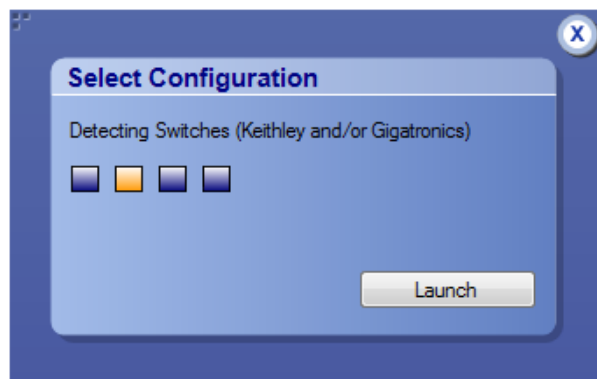 X
Select Configuration
Detecting Switches (Keithley and/or Gigatronics)
Launch